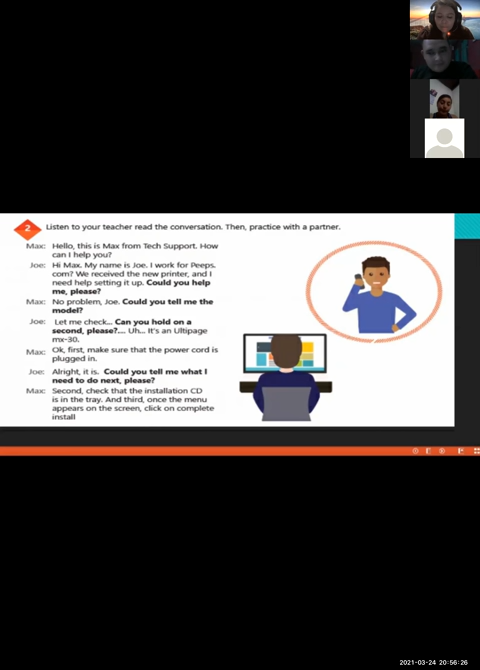 2 Listen to your teacher read the conversation. Then, practice with a partner.
Max: Hello, this is Max from Tech Support. How
can I help you?
Joe: Hi Max. My name is Joe. I work for Peeps.
com? We received the new printer, and I
need help setting it up. Could you help
me, please?
Max: No problem, Joe. Could you tell me the
model?
Joe: Let me check... Can you hold on a
second, please?... Uh... It's an Ultipage
mx-30.
Max: Ok, first, make sure that the power cord is
plugged in.
Joe: Alright, it is. Could you tell me what I
need to do next, please?
Max: Second, check that the installation CD
is in the tray. And third, once the menu
appears on the screen, click on complete
install
2021-03-24 20:56:26